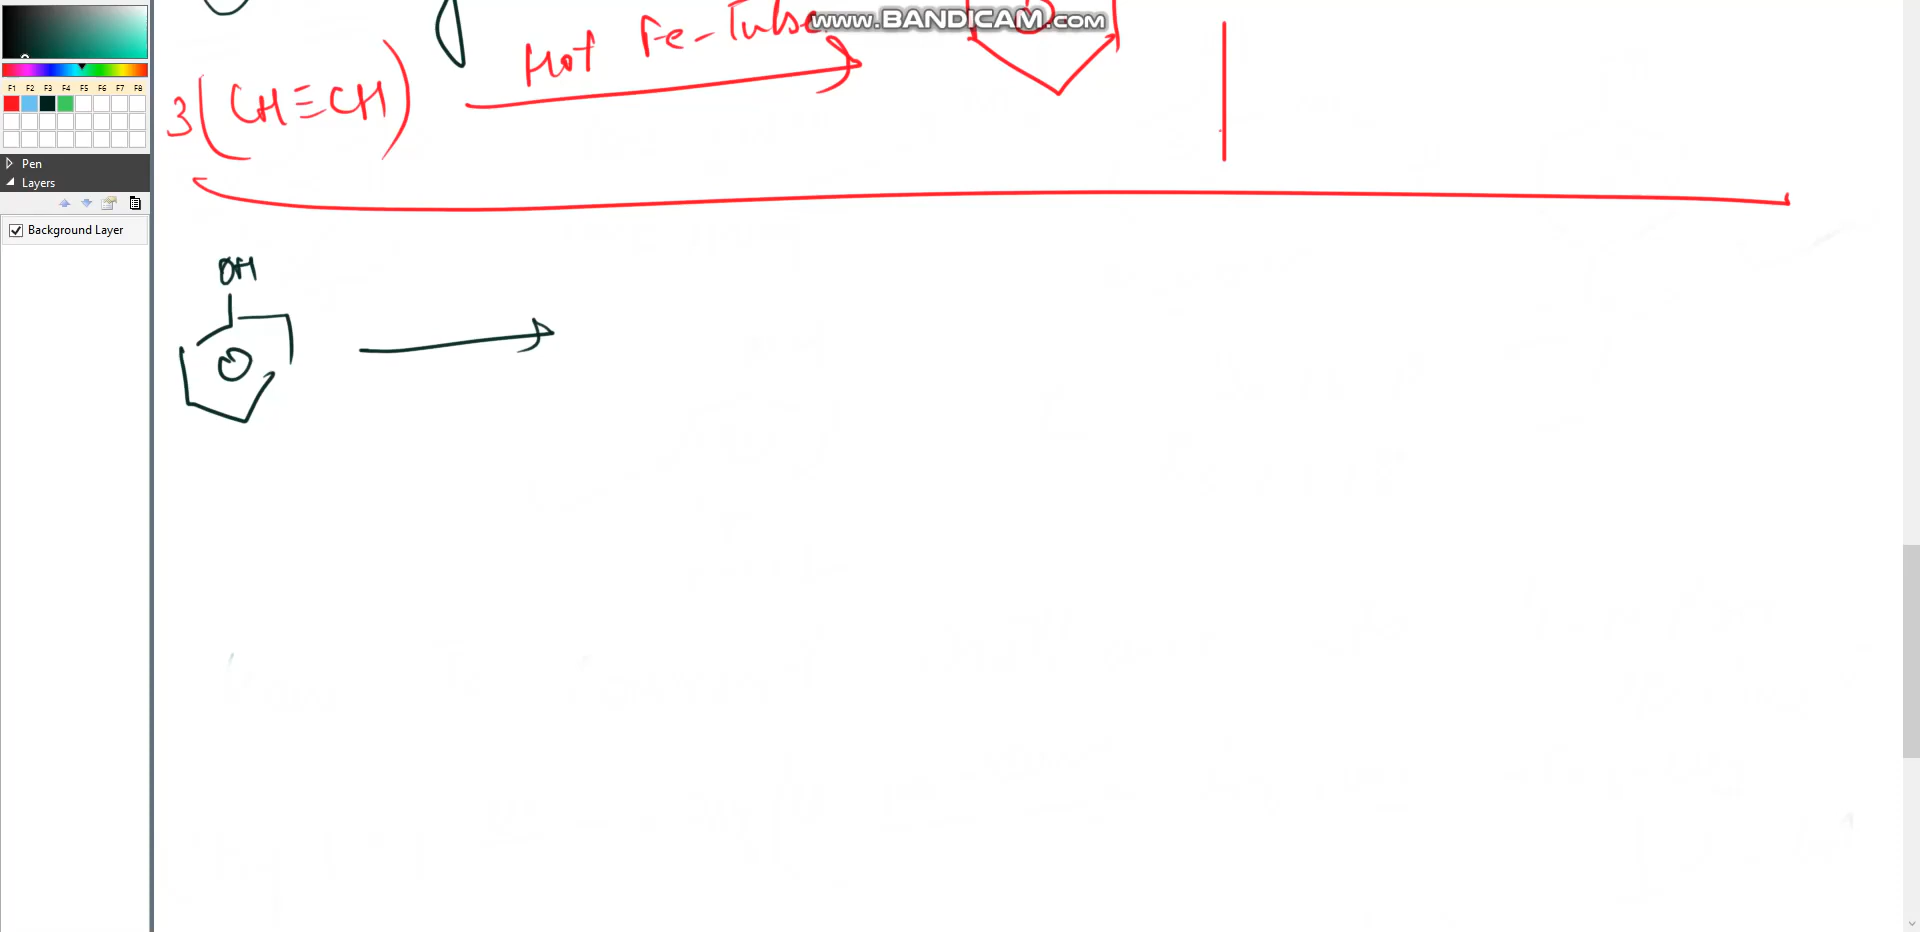 www.BANDICAM.com
Hot Fe-Tube
3(CH≡CH)
F1 F2 F3 F4 F5 F6 F7 F8
Pen
Layers
Background Layer
OH